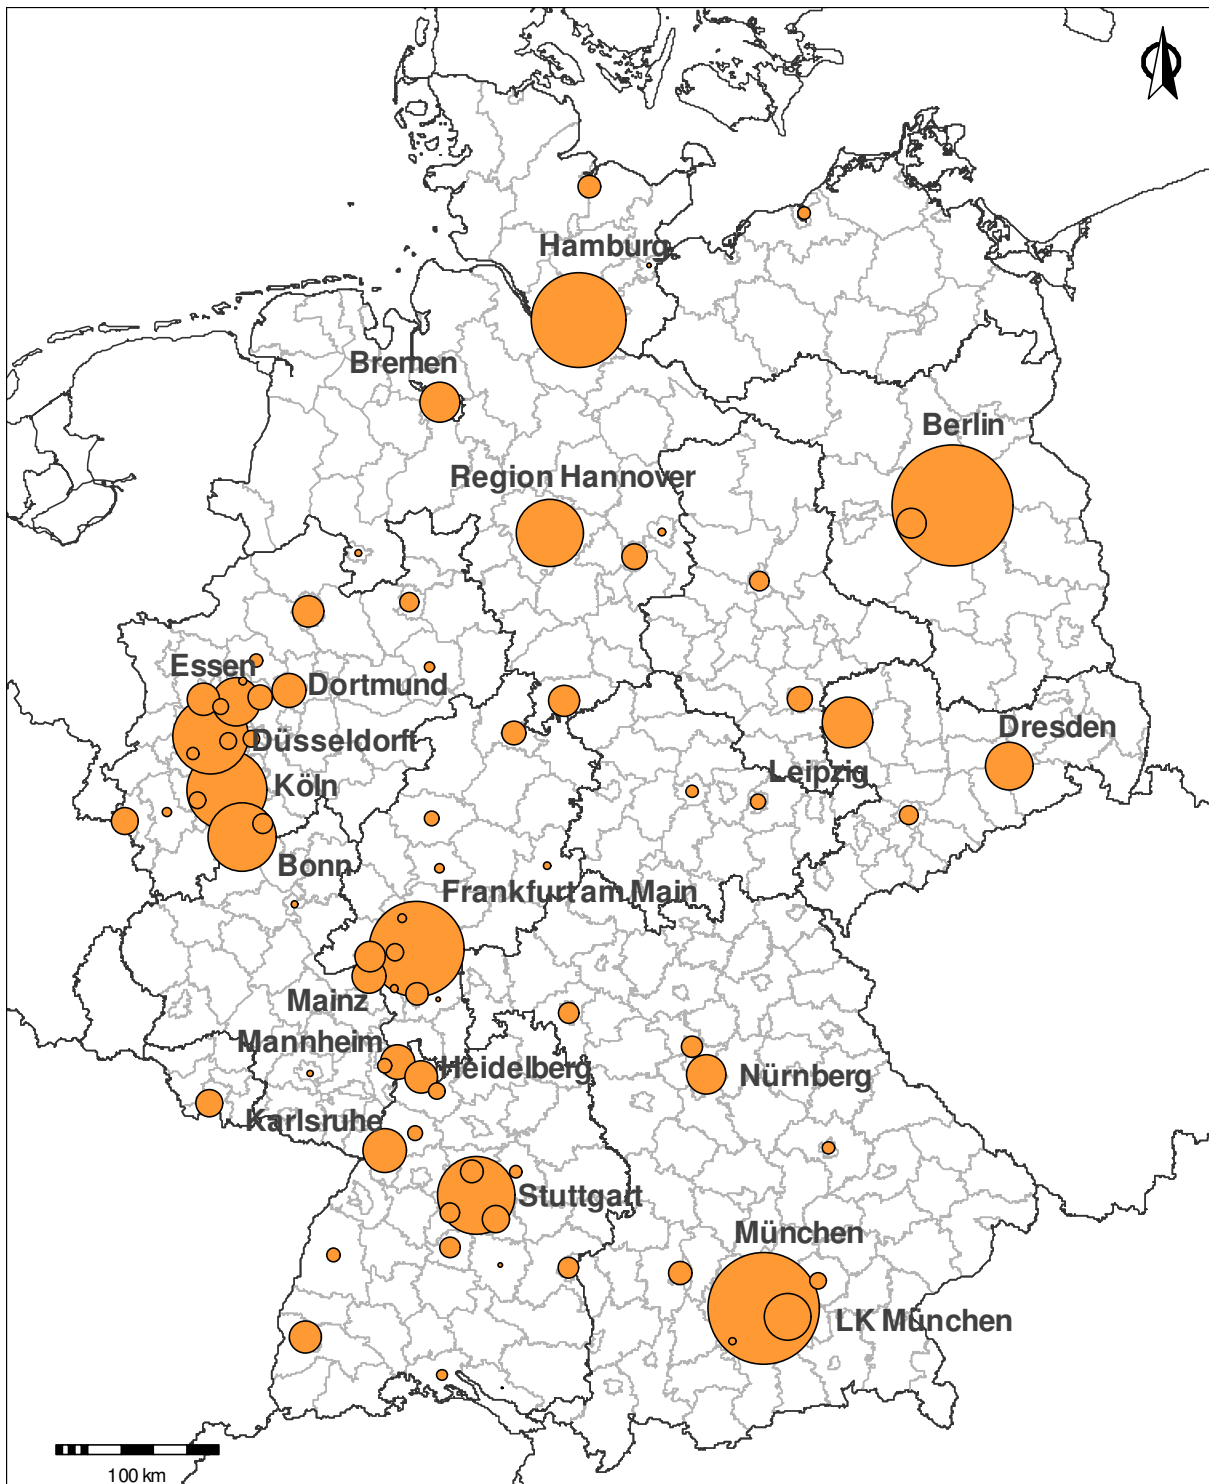 Hamburg
Bremen
Berlin
Region Hannover
Essen
Dortmund
Düsseldorft
Dresden
Leipzig
Köln
Bonn
Frankfurt am Main
Mainz
Mannheim
Heidelberg
Nürnberg
Karlsruhe
Stuttgart
München
LK München
100 km